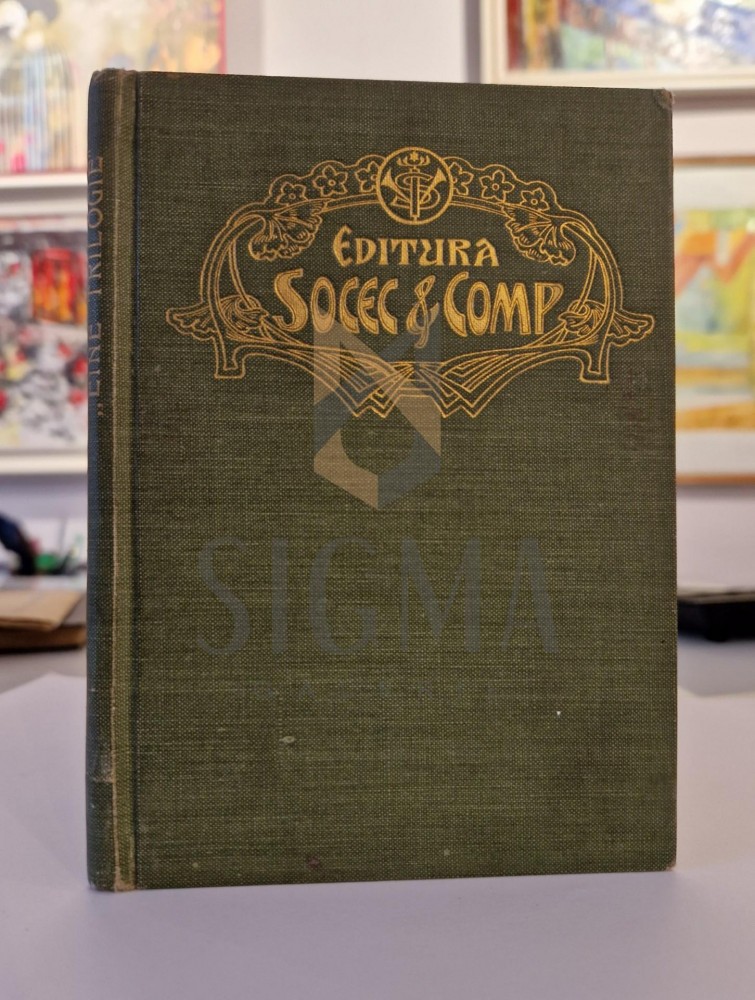 EDITURA
SOCEC & COMP
„EINE TRILOGIE
SIGMA